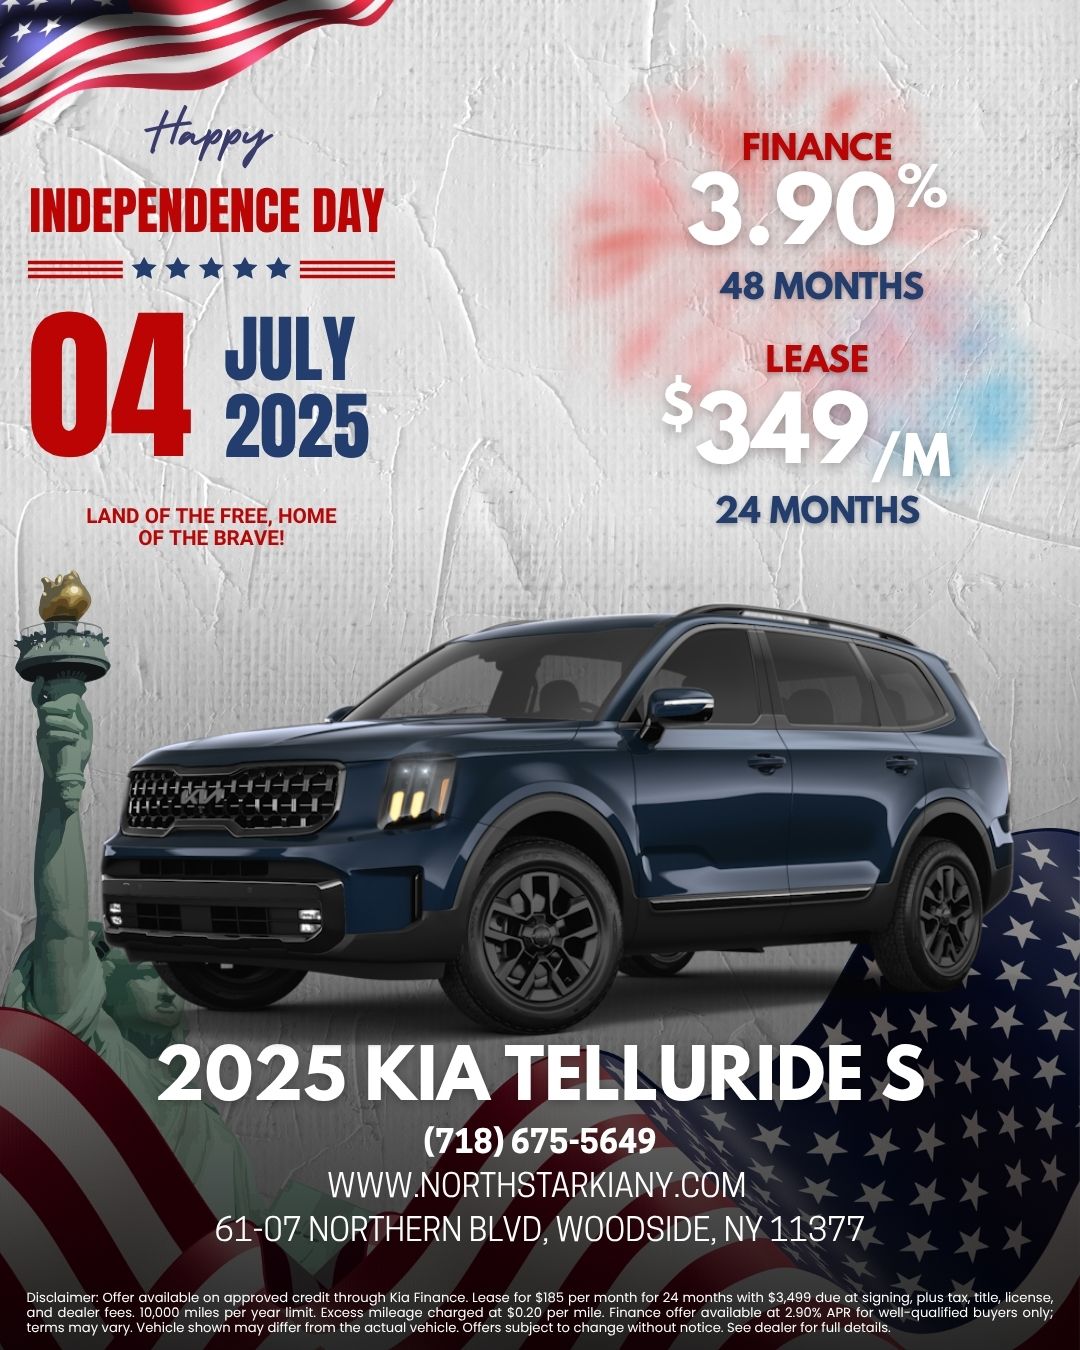 Happy
INDEPENDENCE DAY
04
JULY
2025
LAND OF THE FREE, HOME
OF THE BRAVE!
FINANCE
3.90%
48 MONTHS
LEASE
$349/M
24 MONTHS
KIA
2025 KIA TELLURIDE S
(718) 675-5649
WWW.NORTHSTARKIANY.COM
61-07 NORTHERN BLVD, WOODSIDE, NY 11377
Disclaimer: Offer available on approved credit through Kia Finance. Lease for $185 per month for 24 months with $3,499 due at signing, plus tax, title, license,
and dealer fees. 10,000 miles per year limit. Excess mileage charged at $0.20 per mile. Finance offer available at 2.90% APR for well-qualified buyers only;
terms may vary. Vehicle shown may differ from the actual vehicle. Offers subject to change without notice. See dealer for full details.